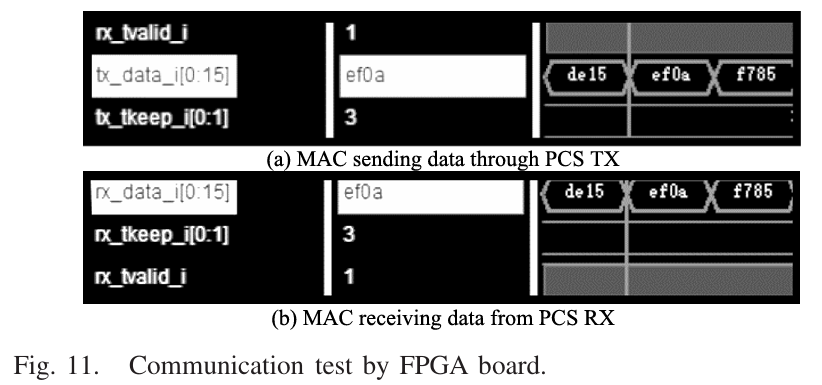 rx_tvalid_i 1
tx_data_i[0:15] ef0a de15 ef0a f785
tx_tkeep_i[0:1] 3
(a) MAC sending data through PCS TX
rx_data_i[0:15] ef0a de15 ef0a f785
rx_tkeep_i[0:1] 3
rx_tvalid_i 1
(b) MAC receiving data from PCS RX
Fig. 11. Communication test by FPGA board.